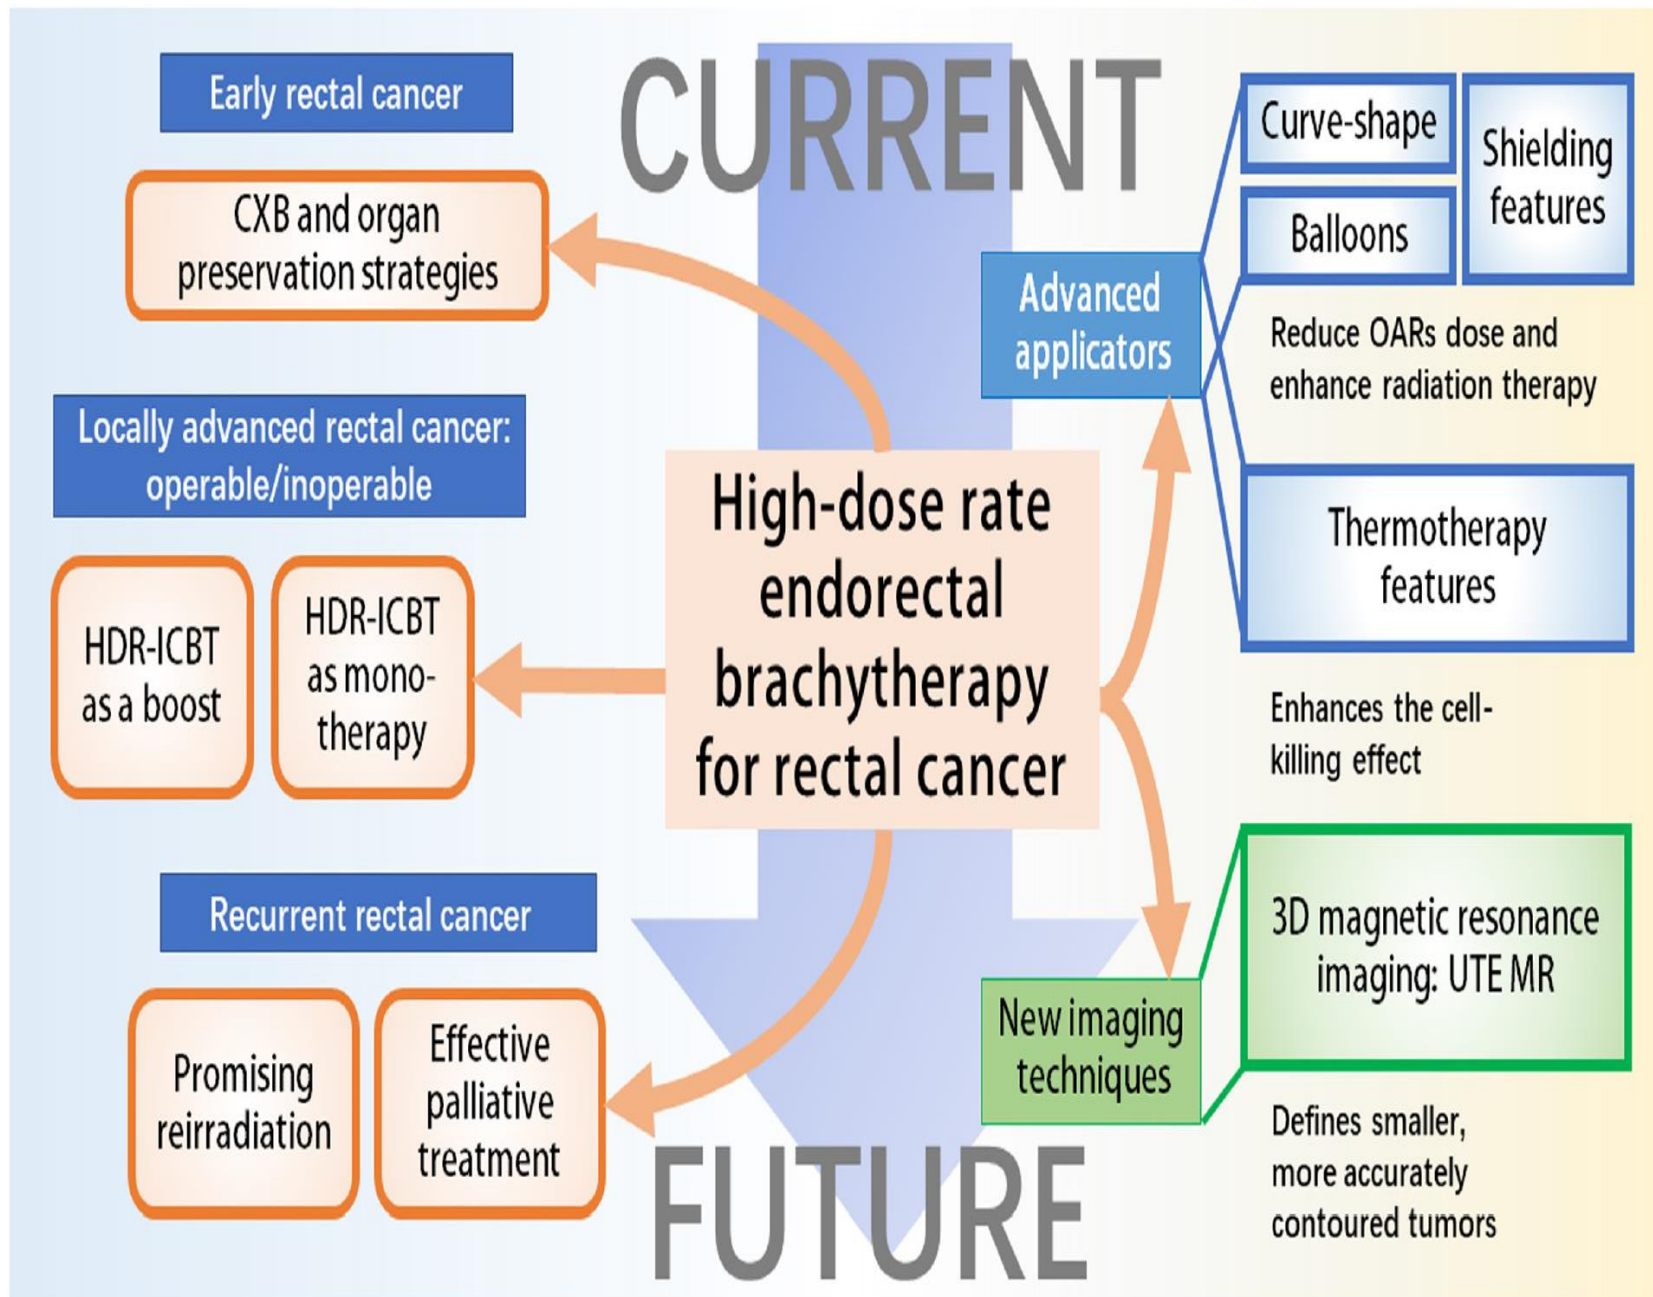 CURRENT
Early rectal cancer
CXB and organ
preservation strategies
Locally advanced rectal cancer:
operable/inoperable
HDR-ICBT
as a boost
HDR-ICBT
as mono-
therapy
Recurrent rectal cancer
Promising
reirradiation
Effective
palliative
treatment
High-dose rate
endorectal
brachytherapy
for rectal cancer
Advanced
applicators
Curve-shape
Balloons
Shielding
features
Reduce OARs dose and
enhance radiation therapy
Thermotherapy
features
Enhances the cell-
killing effect
New imaging
techniques
3D magnetic resonance
imaging: UTE MR
Defines smaller,
more accurately
contoured tumors
FUTURE